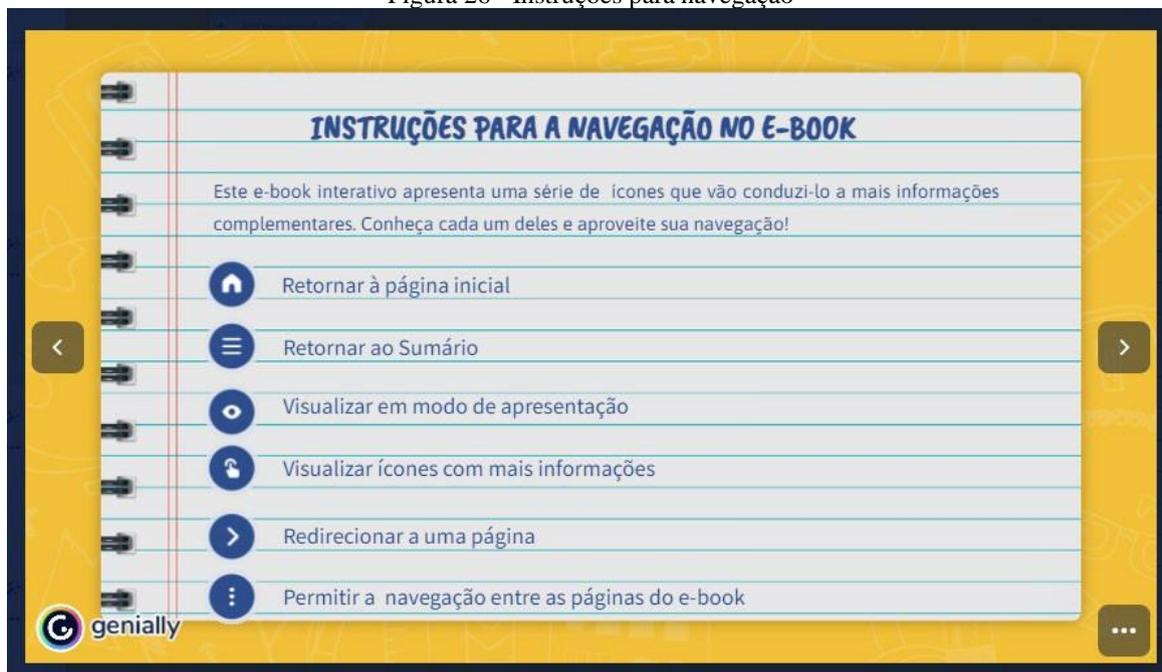 Figura 26 - Instruções para navegação
INSTRUÇÕES PARA A NAVEGAÇÃO NO E-BOOK
Este e-book interativo apresenta uma série de ícones que vão conduzi-lo a mais informações
complementares. Conheça cada um deles e aproveite sua navegação!
Retornar à página inicial
Retornar ao Sumário
Visualizar em modo de apresentação
Visualizar ícones com mais informações
Redirecionar a uma página
Permitir a navegação entre as páginas do e-book
genially